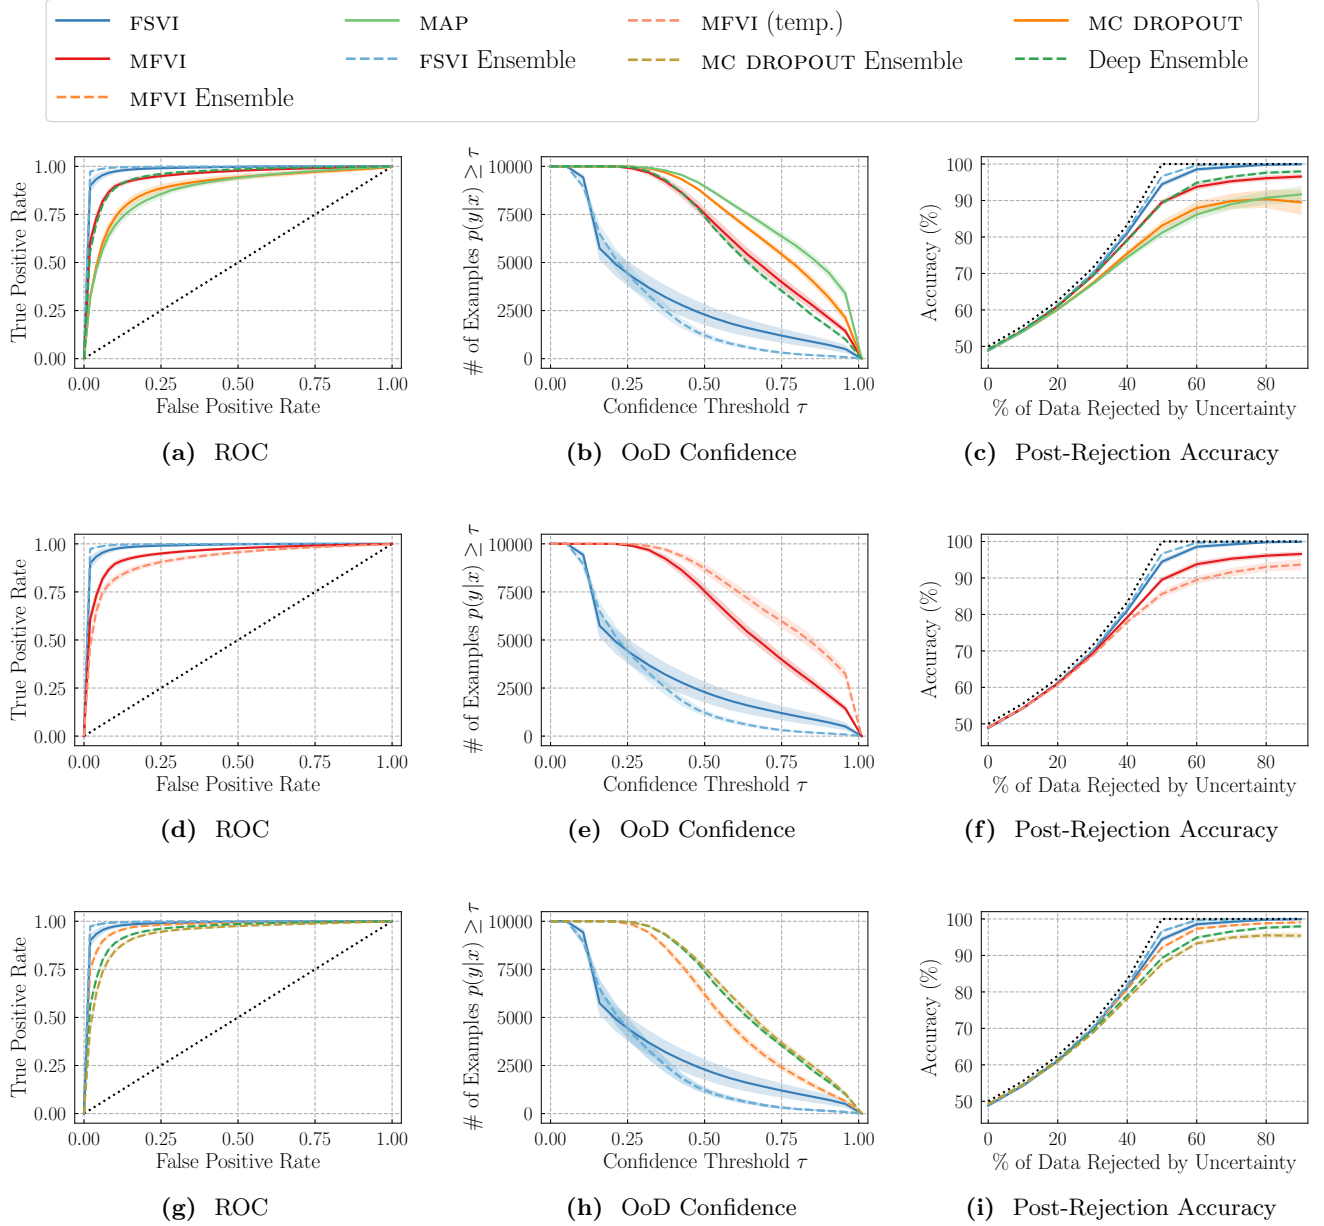 FSVI MAP MFVI (temp.) MC DROPOUT
MFVI FSVI Ensemble MC DROPOUT Ensemble Deep Ensemble
MFVI Ensemble
True Positive Rate
1.00
0.75
0.50
0.25
0.00
0.00 0.25 0.50 0.75 1.00
False Positive Rate
(a) ROC
# of Examples p(y|x) ≥ τ
10000
7500
5000
2500
0
0.00 0.25 0.50 0.75 1.00
Confidence Threshold τ
(b) OoD Confidence
Accuracy (%)
100
90
80
70
60
50
0 20 40 60 80
% of Data Rejected by Uncertainty
(c) Post-Rejection Accuracy
True Positive Rate
1.00
0.75
0.50
0.25
0.00
0.00 0.25 0.50 0.75 1.00
False Positive Rate
(d) ROC
# of Examples p(y|x) ≥ τ
10000
7500
5000
2500
0
0.00 0.25 0.50 0.75 1.00
Confidence Threshold τ
(e) OoD Confidence
Accuracy (%)
100
90
80
70
60
50
0 20 40 60 80
% of Data Rejected by Uncertainty
(f) Post-Rejection Accuracy
True Positive Rate
1.00
0.75
0.50
0.25
0.00
0.00 0.25 0.50 0.75 1.00
False Positive Rate
(g) ROC
# of Examples p(y|x) ≥ τ
10000
7500
5000
2500
0
0.00 0.25 0.50 0.75 1.00
Confidence Threshold τ
(h) OoD Confidence
Accuracy (%)
100
90
80
70
60
50
0 20 40 60 80
% of Data Rejected by Uncertainty
(i) Post-Rejection Accuracy